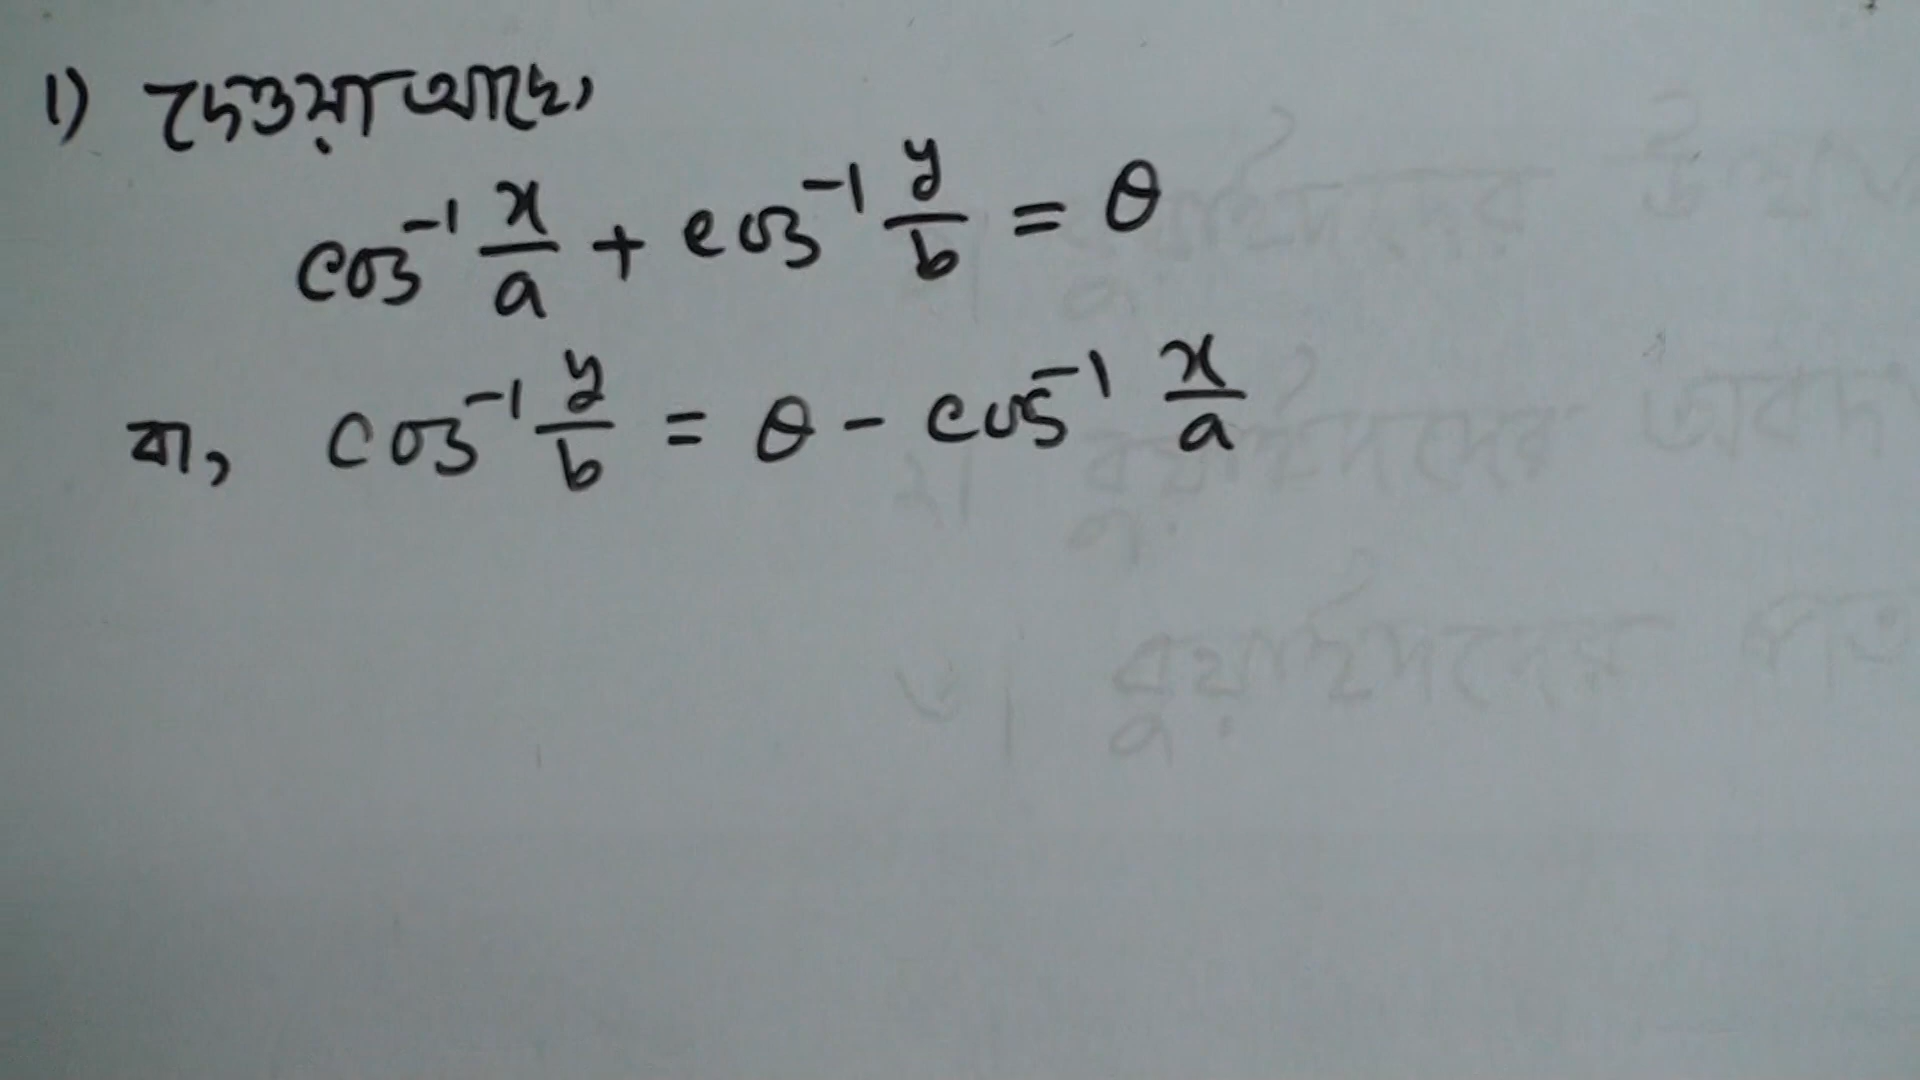 1) দেওয়া আছে,
cos⁻¹ x/a + cos⁻¹ y/b = θ
বা, cos⁻¹ y/b = θ - cos⁻¹ x/a